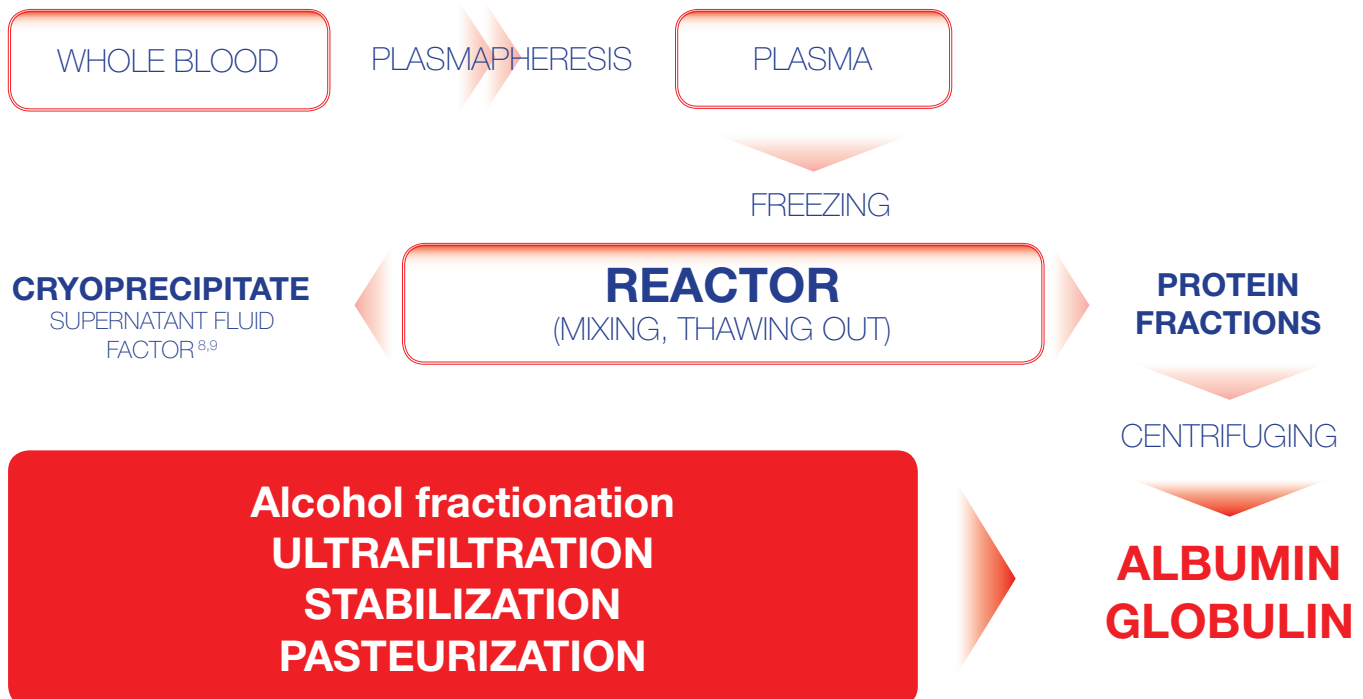 WHOLE BLOOD
PLASMAPHERESIS
PLASMA
FREEZING
CRYOPRECIPITATE
SUPERNATANT FLUID
FACTOR 8,9
REACTOR
(MIXING, THAWING OUT)
PROTEIN
FRACTIONS
CENTRIFUGING
Alcohol fractionation
ULTRAFILTRATION
STABILIZATION
PASTEURIZATION
ALBUMIN
GLOBULIN